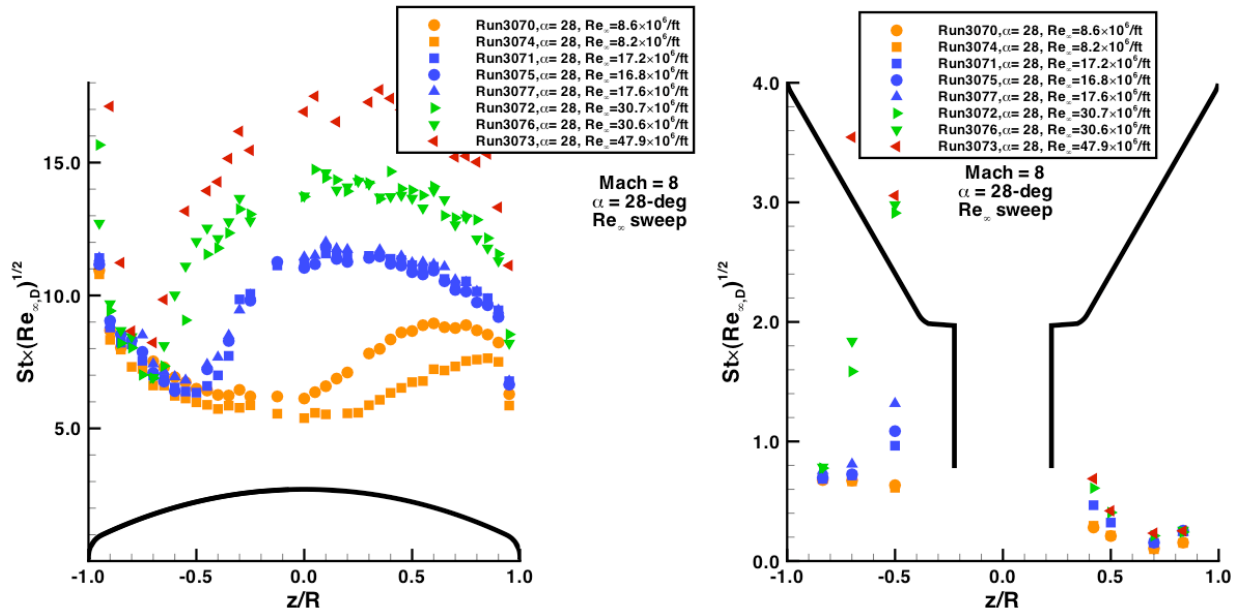 Run3070,α= 28, Re∞=8.6×10⁶/ft
Run3074,α= 28, Re∞=8.2×10⁶/ft
Run3071,α= 28, Re∞=17.2×10⁶/ft
Run3075,α= 28, Re∞=16.8×10⁶/ft
Run3077,α= 28, Re∞=17.6×10⁶/ft
Run3072,α= 28, Re∞=30.7×10⁶/ft
Run3076,α= 28, Re∞=30.6×10⁶/ft
Run3073,α= 28, Re∞=47.9×10⁶/ft
Mach = 8
α = 28-deg
Re∞ sweep
St×(Re∞,D)¹/²
15.0
10.0
5.0
-1.0 -0.5 0.0 0.5 1.0
z/R
Run3070,α= 28, Re∞=8.6×10⁶/ft
Run3074,α= 28, Re∞=8.2×10⁶/ft
Run3071,α= 28, Re∞=17.2×10⁶/ft
Run3075,α= 28, Re∞=16.8×10⁶/ft
Run3077,α= 28, Re∞=17.6×10⁶/ft
Run3072,α= 28, Re∞=30.7×10⁶/ft
Run3076,α= 28, Re∞=30.6×10⁶/ft
Run3073,α= 28, Re∞=47.9×10⁶/ft
Mach = 8
α = 28-deg
Re∞ sweep
St×(Re∞,D)¹/²
4.0
3.0
2.0
1.0
0.0
-1.0 -0.5 0.0 0.5 1.0
z/R